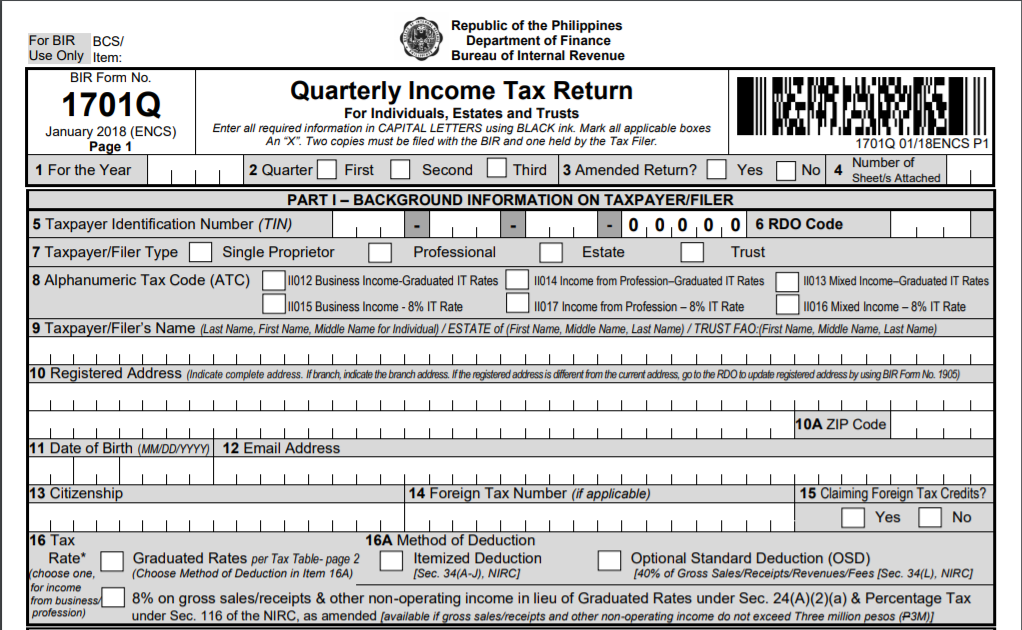 Republic of the Philippines
For BIR BCS/ Department of Finance
Use Only Item: Bureau of Internal Revenue
BIR Form No.
1701Q
January 2018 (ENCS)
Page 1
Quarterly Income Tax Return
For Individuals, Estates and Trusts
Enter all required information in CAPITAL LETTERS using BLACK ink. Mark all applicable boxes
An “X”. Two copies must be filed with the BIR and one held by the Tax Filer.
1701Q 01/18ENCS P1
1 For the Year 2 Quarter First Second Third 3 Amended Return? Yes No 4 Number of
Sheet/s Attached
PART I – BACKGROUND INFORMATION ON TAXPAYER/FILER
5 Taxpayer Identification Number (TIN) - - - 0 0 0 0 0 6 RDO Code
7 Taxpayer/Filer Type Single Proprietor Professional Estate Trust
8 Alphanumeric Tax Code (ATC) II012 Business Income-Graduated IT Rates II014 Income from Profession–Graduated IT Rates II013 Mixed Income–Graduated IT Rates
II015 Business Income - 8% IT Rate II017 Income from Profession – 8% IT Rate II016 Mixed Income – 8% IT Rate
9 Taxpayer/Filer’s Name (Last Name, First Name, Middle Name for Individual) / ESTATE of (First Name, Middle Name, Last Name) / TRUST FAO:(First Name, Middle Name, Last Name)
10 Registered Address (Indicate complete address. If branch, indicate the branch address. If the registered address is different from the current address, go to the RDO to update registered address by using BIR Form No. 1905)
10A ZIP Code
11 Date of Birth (MM/DD/YYYY) 12 Email Address
13 Citizenship 14 Foreign Tax Number (if applicable) 15 Claiming Foreign Tax Credits?
Yes No
16 Tax 16A Method of Deduction
Rate* Graduated Rates per Tax Table- page 2 Itemized Deduction Optional Standard Deduction (OSD)
(choose one, (Choose Method of Deduction in Item 16A) [Sec. 34(A-J), NIRC] [40% of Gross Sales/Receipts/Revenues/Fees [Sec. 34(L), NIRC]
for income
from business/ 8% on gross sales/receipts & other non-operating income in lieu of Graduated Rates under Sec. 24(A)(2)(a) & Percentage Tax
profession) under Sec. 116 of the NIRC, as amended [available if gross sales/receipts and other non-operating income do not exceed Three million pesos (₱3M)]